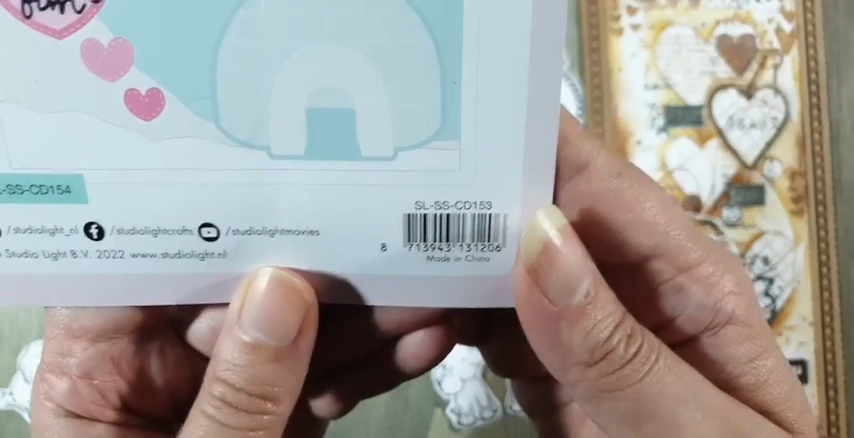 L-SS-CD154
SL-SS-CD153
/studiolight_nl /studiolightcrafts /studiolightmovies
8 713943 131206
Studio Light B.V. 2022 www.studiolight.nl
Made in China